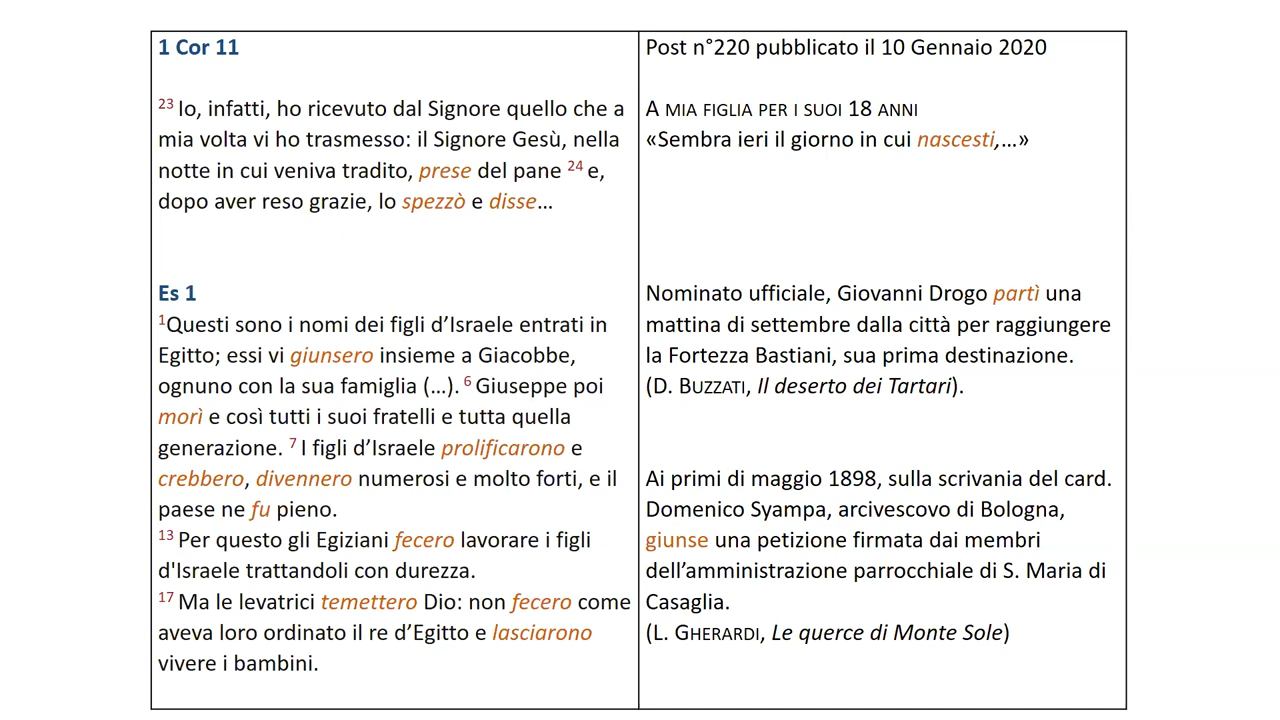 1 Cor 11
23 Io, infatti, ho ricevuto dal Signore quello che a
mia volta vi ho trasmesso: il Signore Gesù, nella
notte in cui veniva tradito, prese del pane 24 e,
dopo aver reso grazie, lo spezzò e disse...
Es 1
1Questi sono i nomi dei figli d’Israele entrati in
Egitto; essi vi giunsero insieme a Giacobbe,
ognuno con la sua famiglia (...). 6 Giuseppe poi
morì e così tutti i suoi fratelli e tutta quella
generazione. 7 I figli d’Israele prolificarono e
crebbero, divennero numerosi e molto forti, e il
paese ne fu pieno.
13 Per questo gli Egiziani fecero lavorare i figli
d'Israele trattandoli con durezza.
17 Ma le levatrici temettero Dio: non fecero come
aveva loro ordinato il re d’Egitto e lasciarono
vivere i bambini.
Post n°220 pubblicato il 10 Gennaio 2020
A MIA FIGLIA PER I SUOI 18 ANNI
«Sembra ieri il giorno in cui nascesti,...»
Nominato ufficiale, Giovanni Drogo partì una
mattina di settembre dalla città per raggiungere
la Fortezza Bastiani, sua prima destinazione.
(D. BUZZATI, Il deserto dei Tartari).
Ai primi di maggio 1898, sulla scrivania del card.
Domenico Syampa, arcivescovo di Bologna,
giunse una petizione firmata dai membri
dell’amministrazione parrocchiale di S. Maria di
Casaglia.
(L. GHERARDI, Le querce di Monte Sole)